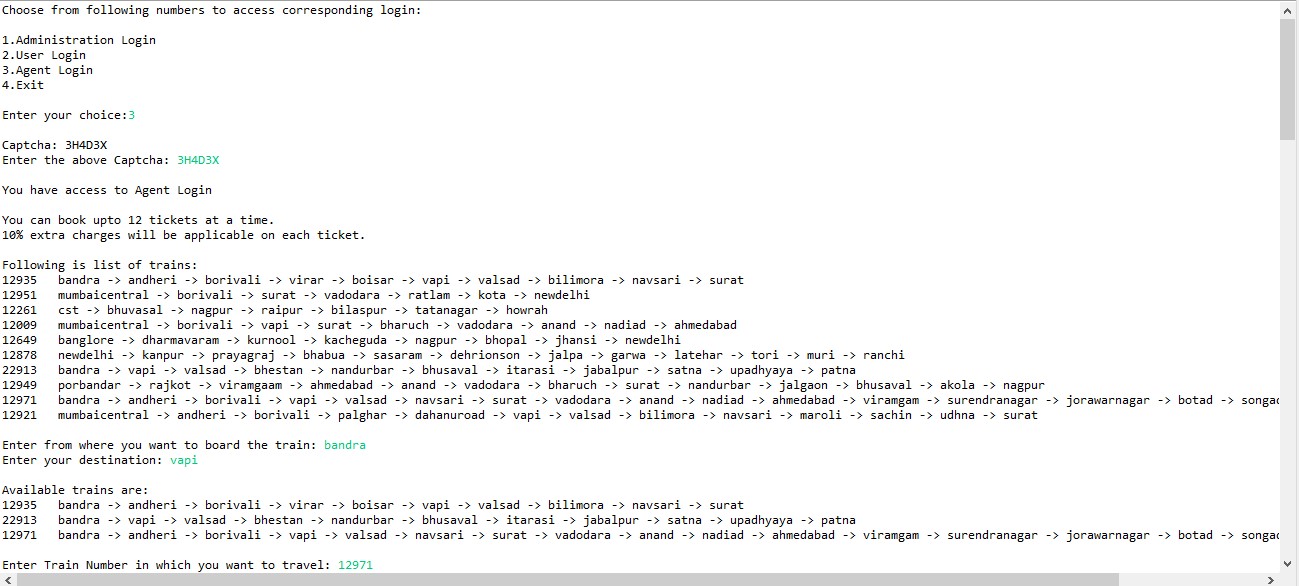 Choose from following numbers to access corresponding login:
1.Administration Login
2.User Login
3.Agent Login
4.Exit
Enter your choice:3
Captcha: 3H4D3X
Enter the above Captcha: 3H4D3X
You have access to Agent Login
You can book upto 12 tickets at a time.
10% extra charges will be applicable on each ticket.
Following is list of trains:
12935 bandra -> andheri -> borivali -> virar -> boisar -> vapi -> valsad -> bilimora -> navsari -> surat
12951 mumbaicentral -> borivali -> surat -> vadodara -> ratlam -> kota -> newdelhi
12261 cst -> bhuvasal -> nagpur -> raipur -> bilaspur -> tatanagar -> howrah
12009 mumbaicentral -> borivali -> vapi -> surat -> bharuch -> vadodara -> anand -> nadiad -> ahmedabad
12649 banglore -> dharmavaram -> kurnool -> kacheguda -> nagpur -> bhopal -> jhansi -> newdelhi
12878 newdelhi -> kanpur -> prayagraj -> bhabua -> sasaram -> dehrionson -> jalpa -> garwa -> latehar -> tori -> muri -> ranchi
22913 bandra -> vapi -> valsad -> bhestan -> nandurbar -> bhusaval -> itarasi -> jabalpur -> satna -> upadhyaya -> patna
12949 porbandar -> rajkot -> viramgaam -> ahmedabad -> anand -> vadodara -> bharuch -> surat -> nandurbar -> jalgaon -> bhusaval -> akola -> nagpur
12971 bandra -> andheri -> borivali -> vapi -> valsad -> navsari -> surat -> vadodara -> anand -> nadiad -> ahmedabad -> viramgam -> surendranagar -> jorawarnagar -> botad -> songad
12921 mumbaicentral -> andheri -> borivali -> palghar -> dahanuroad -> vapi -> valsad -> bilimora -> navsari -> maroli -> sachin -> udhna -> surat
Enter from where you want to board the train: bandra
Enter your destination: vapi
Available trains are:
12935 bandra -> andheri -> borivali -> virar -> boisar -> vapi -> valsad -> bilimora -> navsari -> surat
22913 bandra -> vapi -> valsad -> bhestan -> nandurbar -> bhusaval -> itarasi -> jabalpur -> satna -> upadhyaya -> patna
12971 bandra -> andheri -> borivali -> vapi -> valsad -> navsari -> surat -> vadodara -> anand -> nadiad -> ahmedabad -> viramgam -> surendranagar -> jorawarnagar -> botad -> songad
Enter Train Number in which you want to travel: 12971